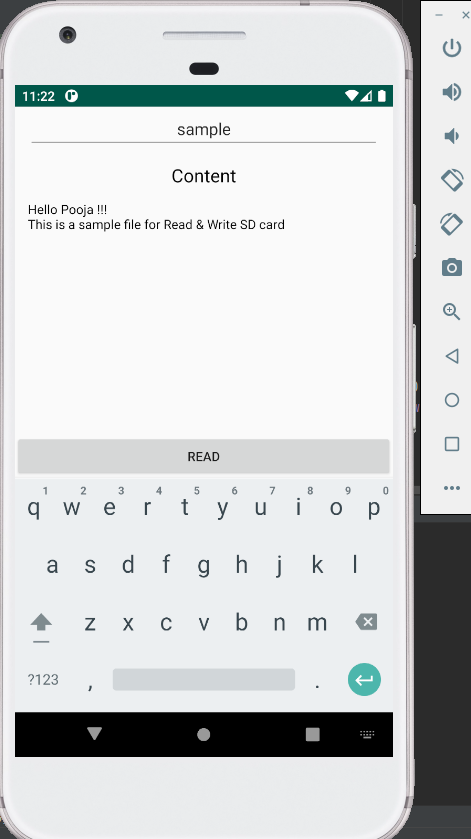 11:22
sample
Content
Hello Pooja !!!
This is a sample file for Read & Write SD card
READ
1 2 3 4 5 6 7 8 9 0
q w e r t y u i o p
a s d f g h j k l
z x c v b n m
?123 , .